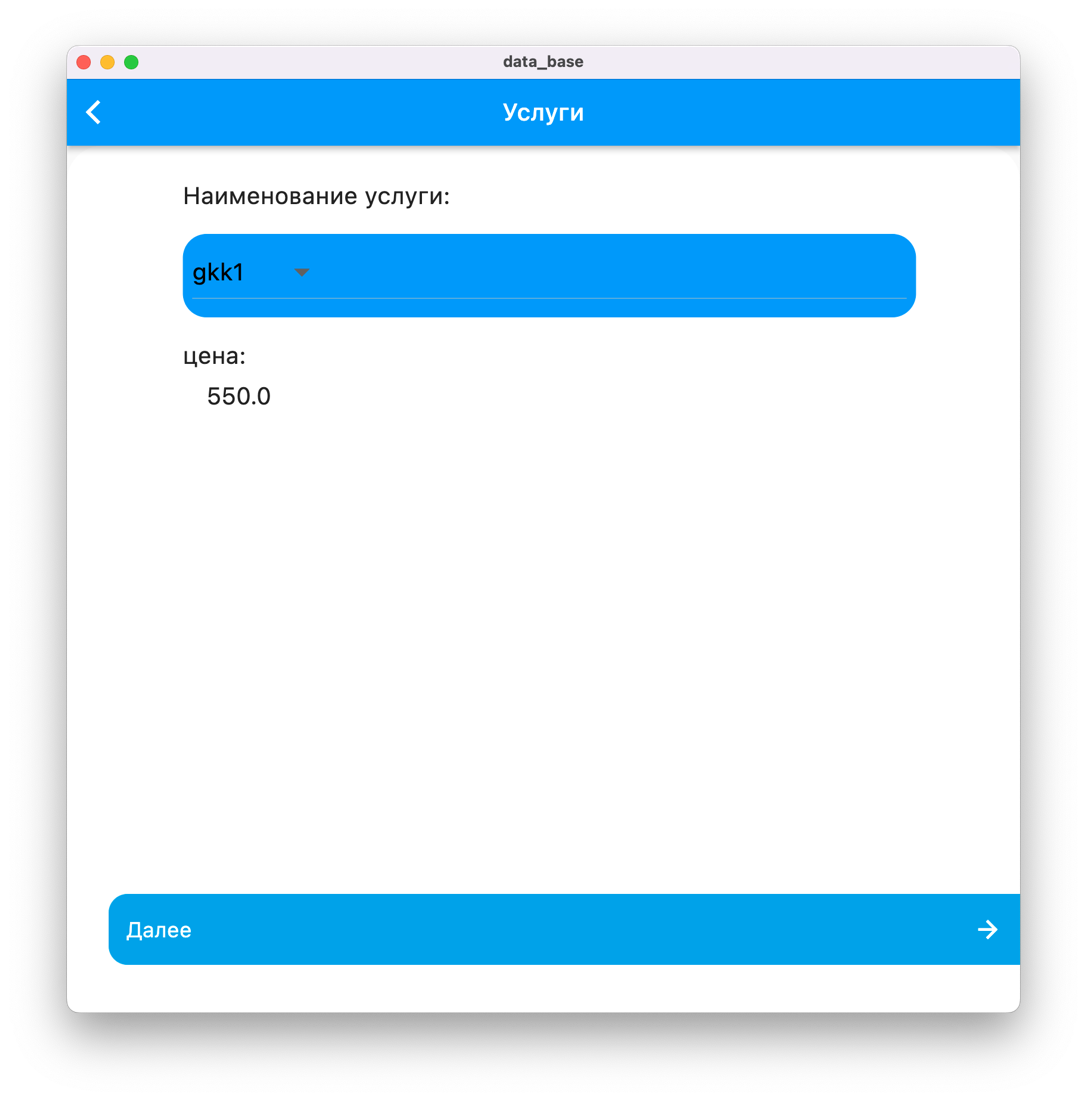 data_base
Услуги
Наименование услуги:
gkk1
цена:
550.0
Далее